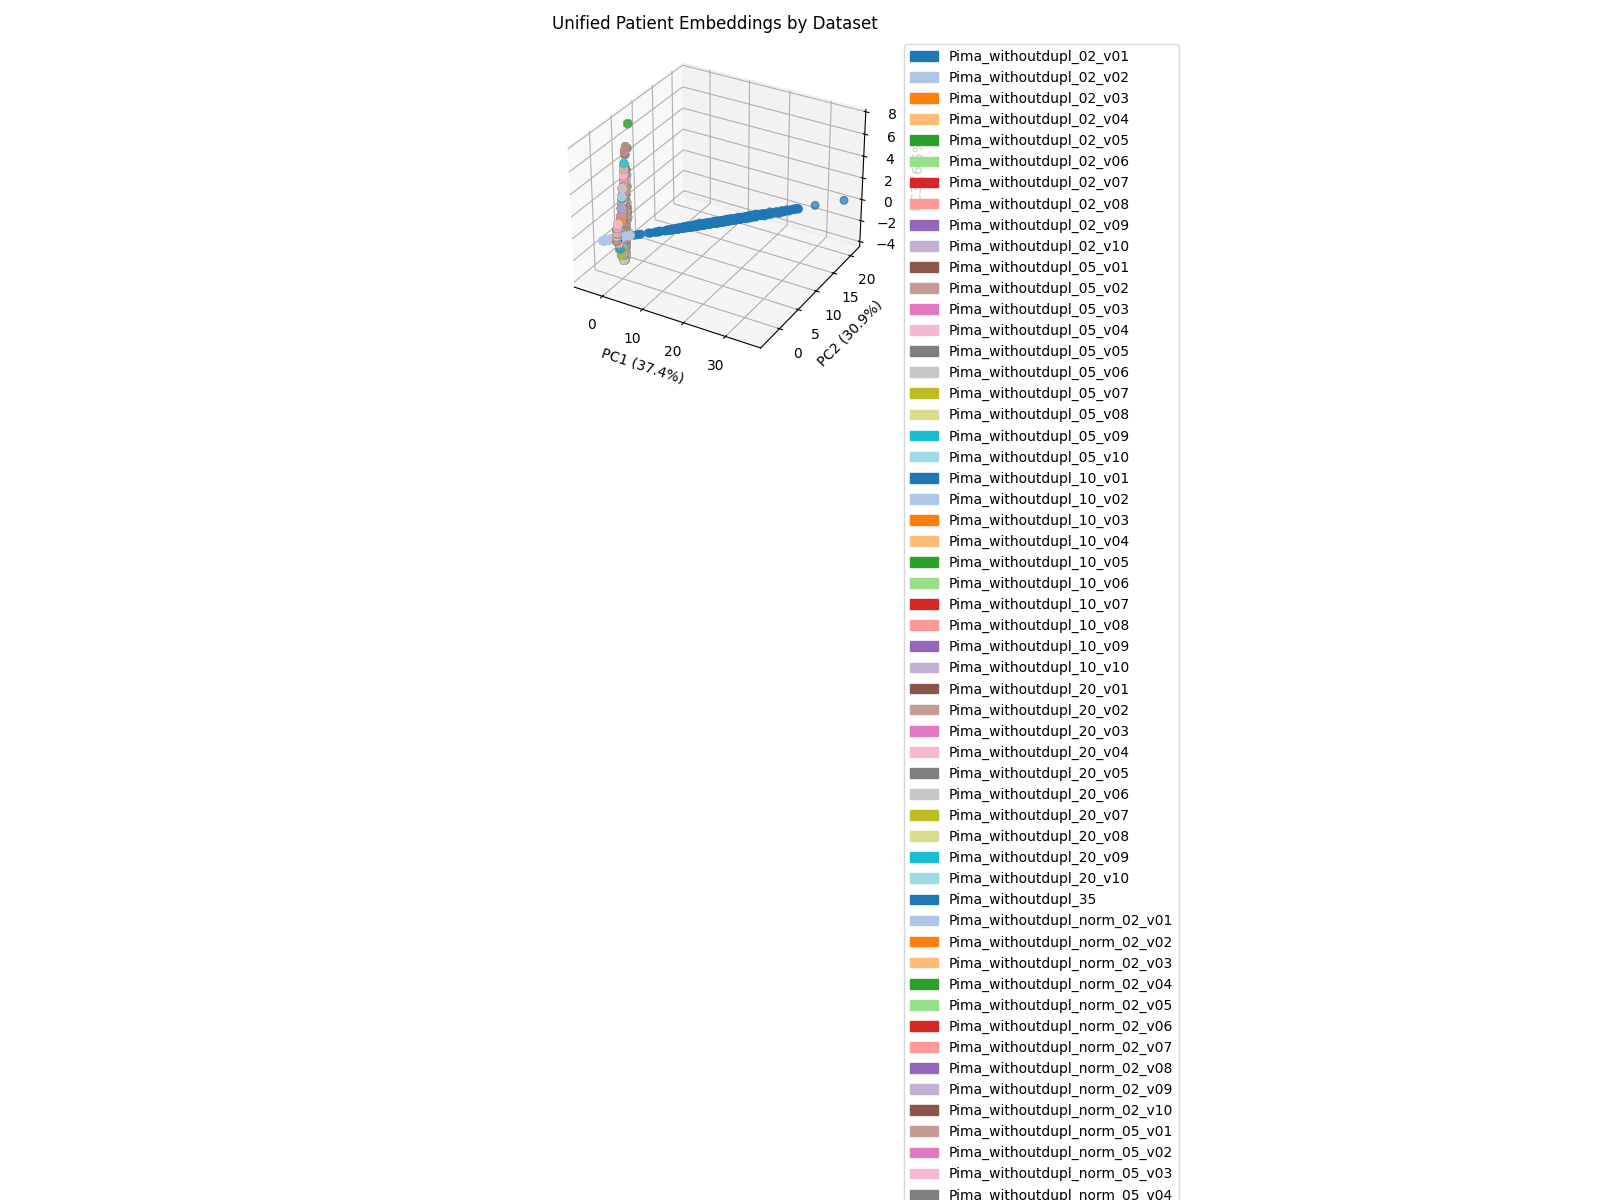 Unified Patient Embeddings by Dataset
8
6
4
2
0
−2
−4
20
15
10
5
0
PC2 (30.9%)
0
10
20
30
PC1 (37.4%)
Pima_withoutdupl_02_v01
Pima_withoutdupl_02_v02
Pima_withoutdupl_02_v03
Pima_withoutdupl_02_v04
Pima_withoutdupl_02_v05
Pima_withoutdupl_02_v06
Pima_withoutdupl_02_v07
Pima_withoutdupl_02_v08
Pima_withoutdupl_02_v09
Pima_withoutdupl_02_v10
Pima_withoutdupl_05_v01
Pima_withoutdupl_05_v02
Pima_withoutdupl_05_v03
Pima_withoutdupl_05_v04
Pima_withoutdupl_05_v05
Pima_withoutdupl_05_v06
Pima_withoutdupl_05_v07
Pima_withoutdupl_05_v08
Pima_withoutdupl_05_v09
Pima_withoutdupl_05_v10
Pima_withoutdupl_10_v01
Pima_withoutdupl_10_v02
Pima_withoutdupl_10_v03
Pima_withoutdupl_10_v04
Pima_withoutdupl_10_v05
Pima_withoutdupl_10_v06
Pima_withoutdupl_10_v07
Pima_withoutdupl_10_v08
Pima_withoutdupl_10_v09
Pima_withoutdupl_10_v10
Pima_withoutdupl_20_v01
Pima_withoutdupl_20_v02
Pima_withoutdupl_20_v03
Pima_withoutdupl_20_v04
Pima_withoutdupl_20_v05
Pima_withoutdupl_20_v06
Pima_withoutdupl_20_v07
Pima_withoutdupl_20_v08
Pima_withoutdupl_20_v09
Pima_withoutdupl_20_v10
Pima_withoutdupl_35
Pima_withoutdupl_norm_02_v01
Pima_withoutdupl_norm_02_v02
Pima_withoutdupl_norm_02_v03
Pima_withoutdupl_norm_02_v04
Pima_withoutdupl_norm_02_v05
Pima_withoutdupl_norm_02_v06
Pima_withoutdupl_norm_02_v07
Pima_withoutdupl_norm_02_v08
Pima_withoutdupl_norm_02_v09
Pima_withoutdupl_norm_02_v10
Pima_withoutdupl_norm_05_v01
Pima_withoutdupl_norm_05_v02
Pima_withoutdupl_norm_05_v03
Pima_withoutdupl_norm_05_v04